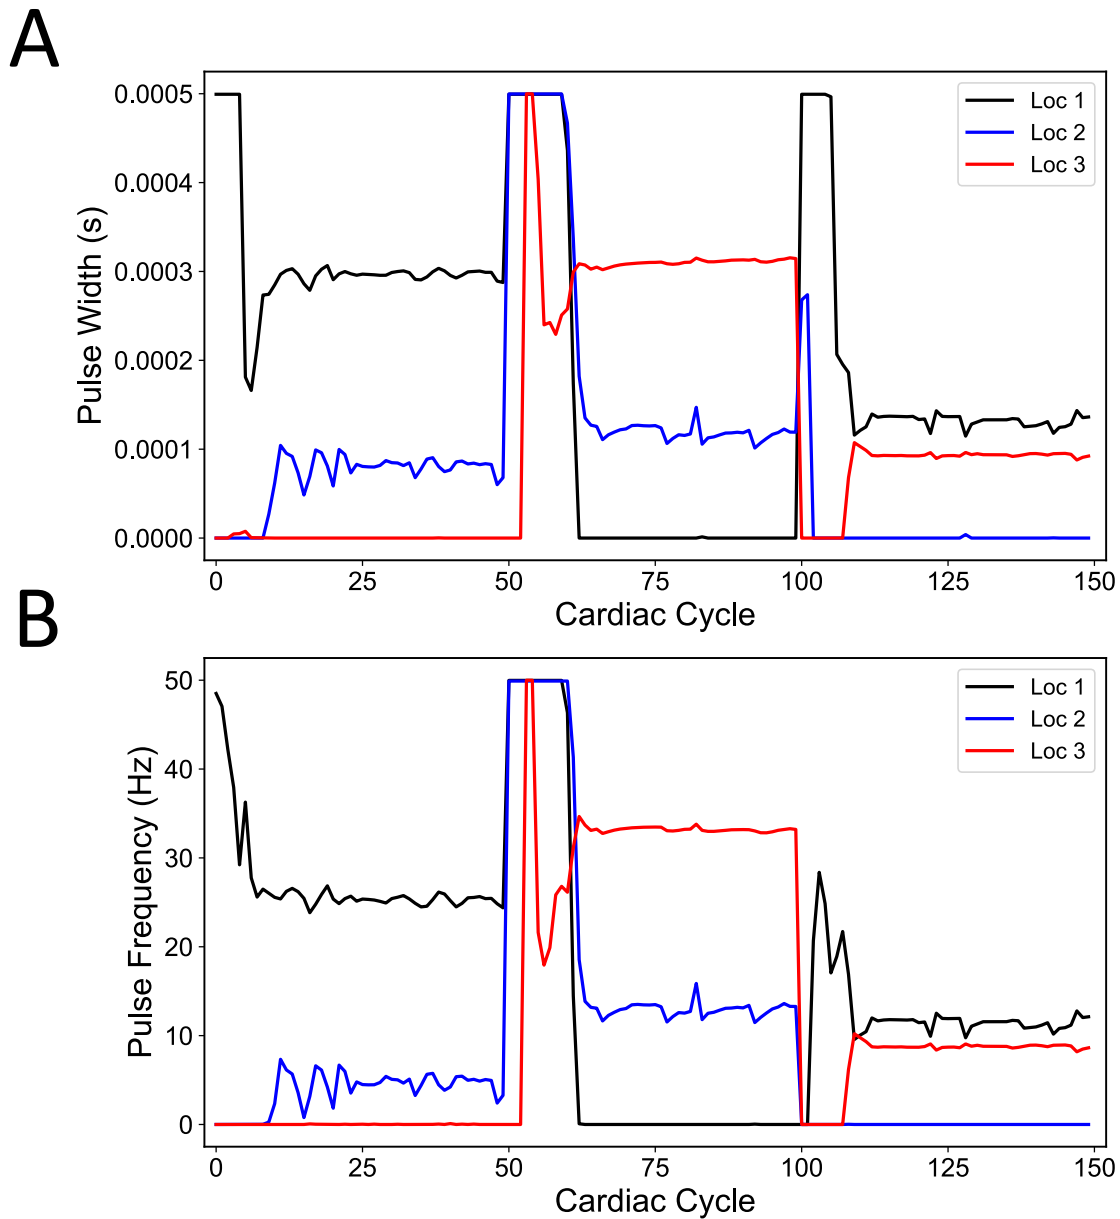 A
Pulse Width (s)
0.0005
0.0004
0.0003
0.0002
0.0001
0.0000
Loc 1
Loc 2
Loc 3
0 25 50 75 100 125 150
Cardiac Cycle
B
Pulse Frequency (Hz)
50
40
30
20
10
0
Loc 1
Loc 2
Loc 3
0 25 50 75 100 125 150
Cardiac Cycle